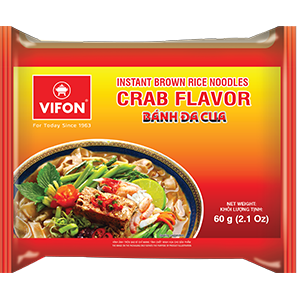 VIFON
For Today Since 1963
INSTANT BROWN RICE NOODLES
CRAB FLAVOR
BÁNH ĐA CUA
NET WEIGHT:
KHỐI LƯỢNG TỊNH:
60 g (2.1 Oz)